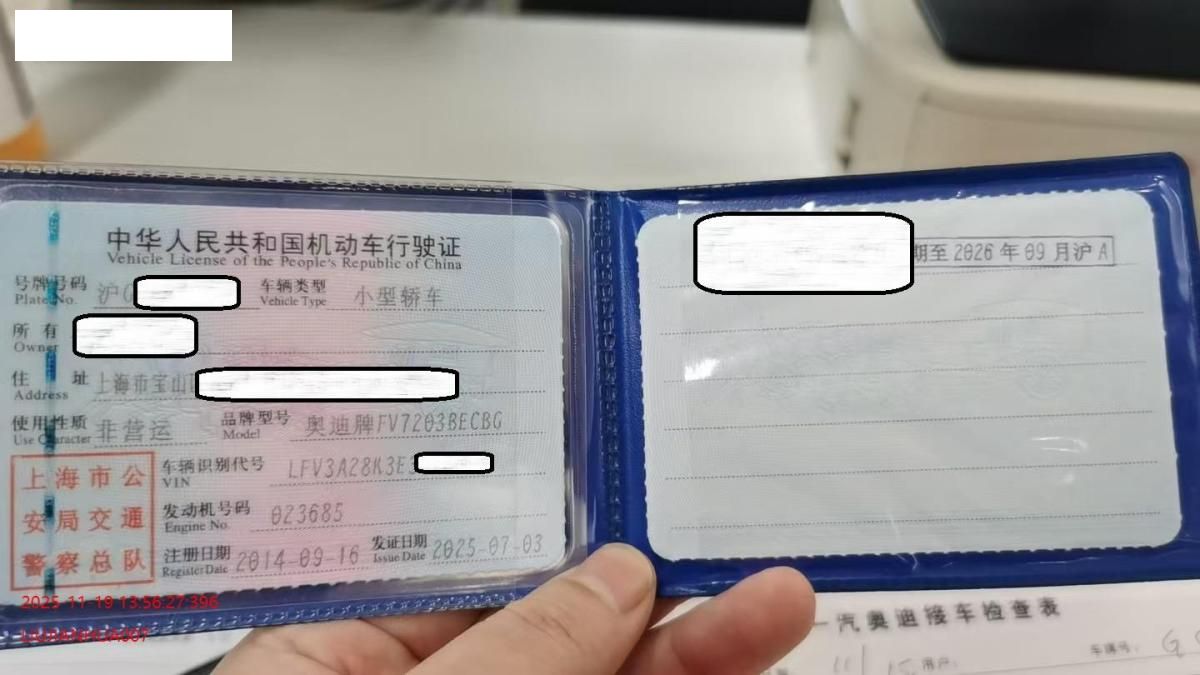 中华人民共和国机动车行驶证
Vehicle License of the People's Republic of China
号牌号码 沪 车辆类型 小型轿车
Plate No. Vehicle Type
所有
Owner
住址 上海市宝山
Address
使用性质 非营运 品牌型号 奥迪牌FV7203BECBG
Use Character Model
车辆识别代号 LFV3A28K3E3
VIN
发动机号码 023685
Engine No.
注册日期 2014-09-16 发证日期 2025-07-03
Register Date Issue Date
上海市公
安局交通
警察总队
期至2026年09月沪A
2025-11-19 13:56:27:396
一汽奥迪接车检查表
车牌号：
用户：